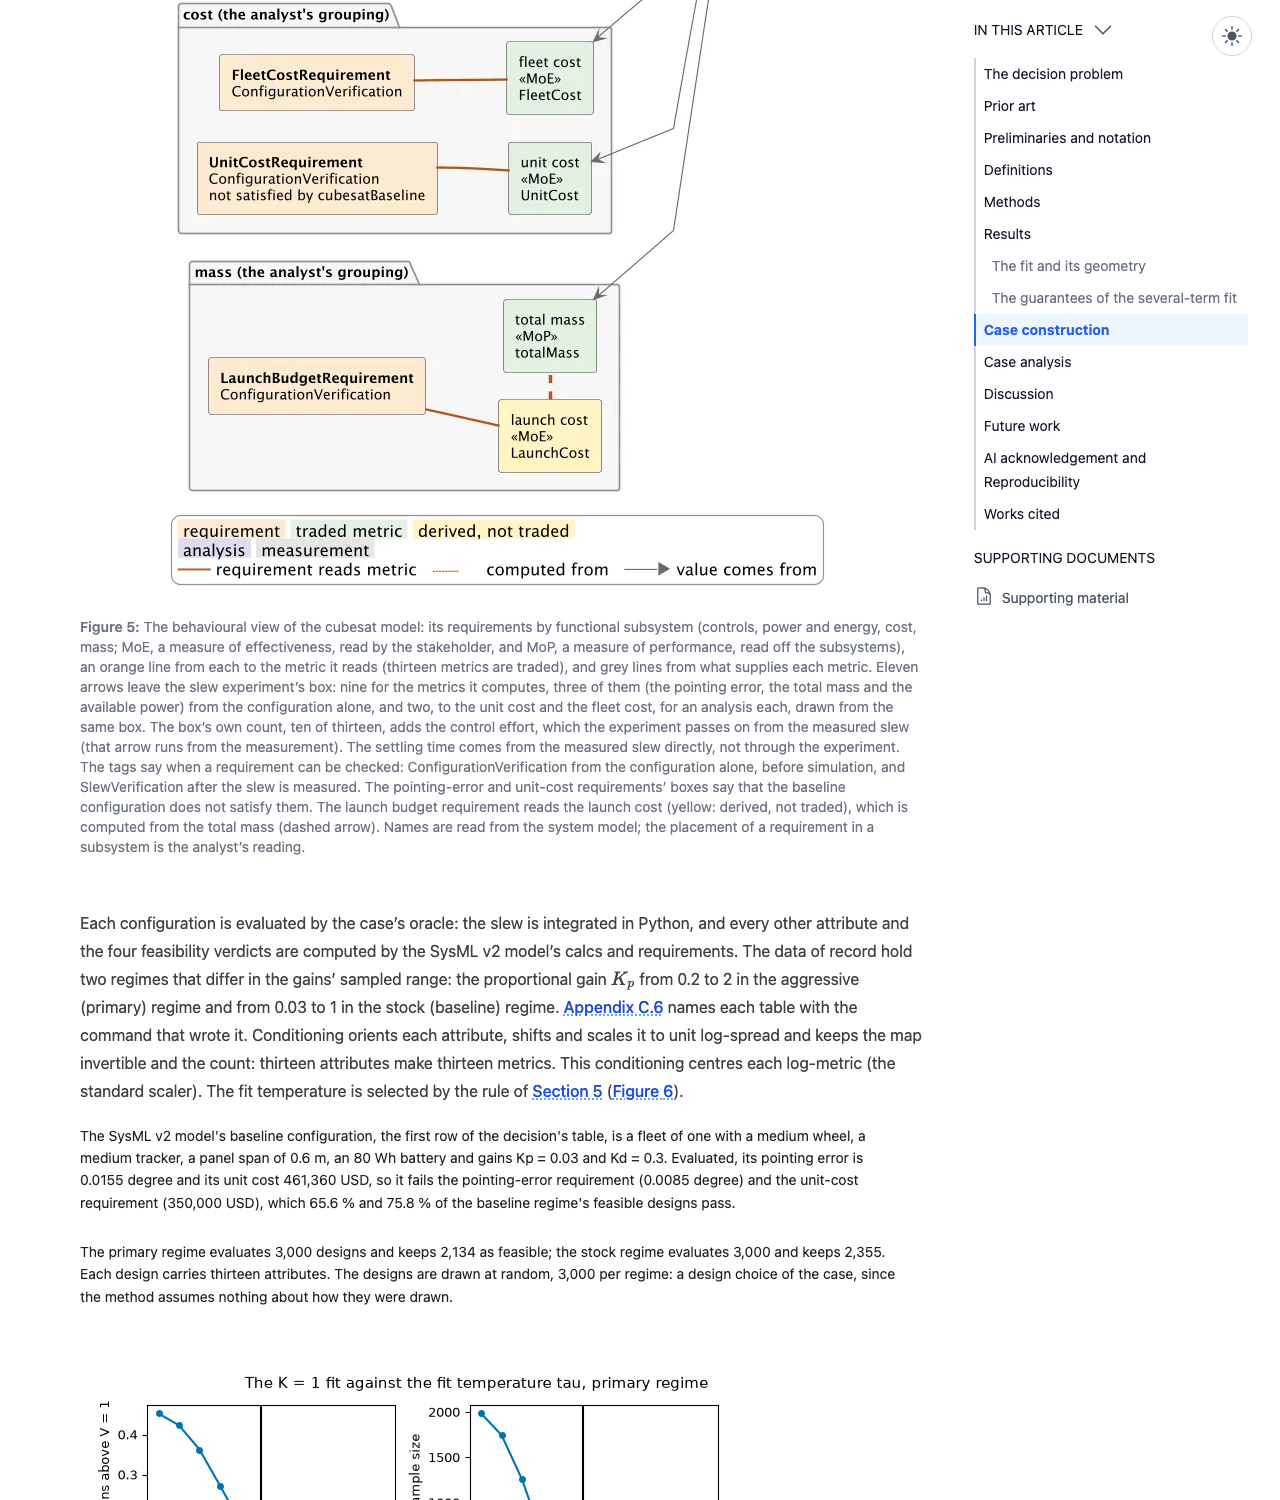 cost (the analyst's grouping)
FleetCostRequirement
ConfigurationVerification
fleet cost
«MoE»
FleetCost
UnitCostRequirement
ConfigurationVerification
not satisfied by cubesatBaseline
unit cost
«MoE»
UnitCost
mass (the analyst's grouping)
total mass
«MoP»
totalMass
LaunchBudgetRequirement
ConfigurationVerification
launch cost
«MoE»
LaunchCost
requirement traded metric derived, not traded
analysis measurement
requirement reads metric computed from value comes from
Figure 5: The behavioural view of the cubesat model: its requirements by functional subsystem (controls, power and energy, cost,
mass; MoE, a measure of effectiveness, read by the stakeholder, and MoP, a measure of performance, read off the subsystems),
an orange line from each to the metric it reads (thirteen metrics are traded), and grey lines from what supplies each metric. Eleven
arrows leave the slew experiment’s box: nine for the metrics it computes, three of them (the pointing error, the total mass and the
available power) from the configuration alone, and two, to the unit cost and the fleet cost, for an analysis each, drawn from the
same box. The box’s own count, ten of thirteen, adds the control effort, which the experiment passes on from the measured slew
(that arrow runs from the measurement). The settling time comes from the measured slew directly, not through the experiment.
The tags say when a requirement can be checked: ConfigurationVerification from the configuration alone, before simulation, and
SlewVerification after the slew is measured. The pointing-error and unit-cost requirements’ boxes say that the baseline
configuration does not satisfy them. The launch budget requirement reads the launch cost (yellow: derived, not traded), which is
computed from the total mass (dashed arrow). Names are read from the system model; the placement of a requirement in a
subsystem is the analyst’s reading.
Each configuration is evaluated by the case’s oracle: the slew is integrated in Python, and every other attribute and
the four feasibility verdicts are computed by the SysML v2 model’s calcs and requirements. The data of record hold
two regimes that differ in the gains’ sampled range: the proportional gain Kp from 0.2 to 2 in the aggressive
(primary) regime and from 0.03 to 1 in the stock (baseline) regime. Appendix C.6 names each table with the
command that wrote it. Conditioning orients each attribute, shifts and scales it to unit log-spread and keeps the map
invertible and the count: thirteen attributes make thirteen metrics. This conditioning centres each log-metric (the
standard scaler). The fit temperature is selected by the rule of Section 5 (Figure 6).
The SysML v2 model's baseline configuration, the first row of the decision's table, is a fleet of one with a medium wheel, a
medium tracker, a panel span of 0.6 m, an 80 Wh battery and gains Kp = 0.03 and Kd = 0.3. Evaluated, its pointing error is
0.0155 degree and its unit cost 461,360 USD, so it fails the pointing-error requirement (0.0085 degree) and the unit-cost
requirement (350,000 USD), which 65.6 % and 75.8 % of the baseline regime's feasible designs pass.
The primary regime evaluates 3,000 designs and keeps 2,134 as feasible; the stock regime evaluates 3,000 and keeps 2,355.
Each design carries thirteen attributes. The designs are drawn at random, 3,000 per regime: a design choice of the case, since
the method assumes nothing about how they were drawn.
The K = 1 fit against the fit temperature tau, primary regime
ns above V = 1
0.4
0.3
ample size
2000
1500
IN THIS ARTICLE
The decision problem
Prior art
Preliminaries and notation
Definitions
Methods
Results
The fit and its geometry
The guarantees of the several-term fit
Case construction
Case analysis
Discussion
Future work
AI acknowledgement and
Reproducibility
Works cited
SUPPORTING DOCUMENTS
Supporting material